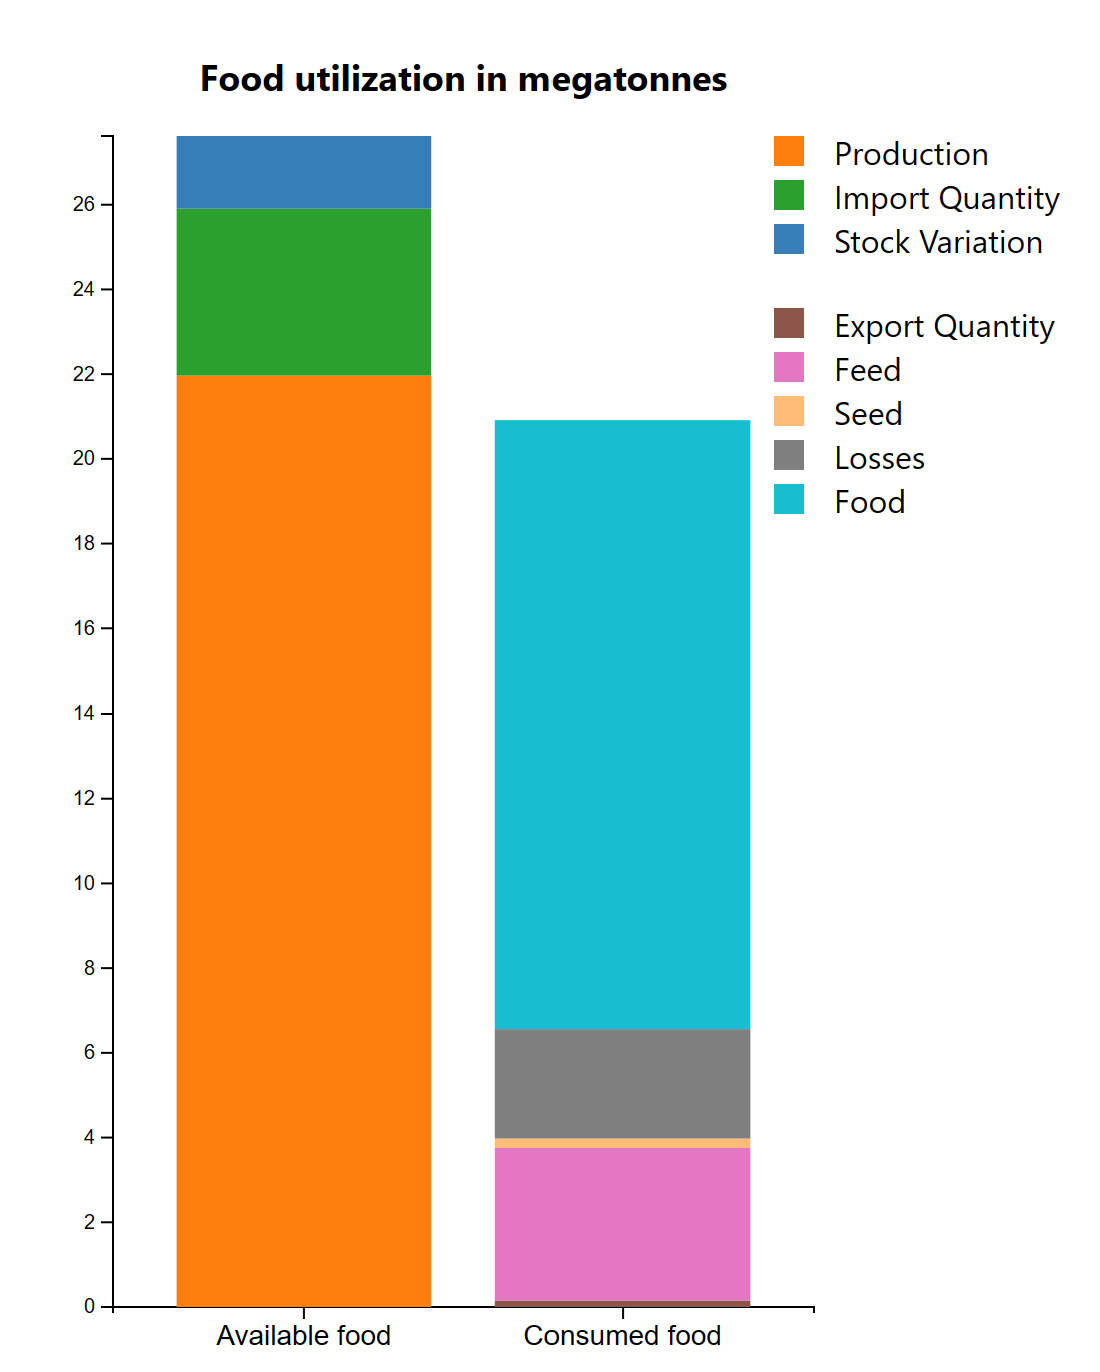 Food utilization in megatonnes
Production
Import Quantity
Stock Variation
Export Quantity
Feed
Seed
Losses
Food
26
24
22
20
18
16
14
12
10
8
6
4
2
0
Available food
Consumed food